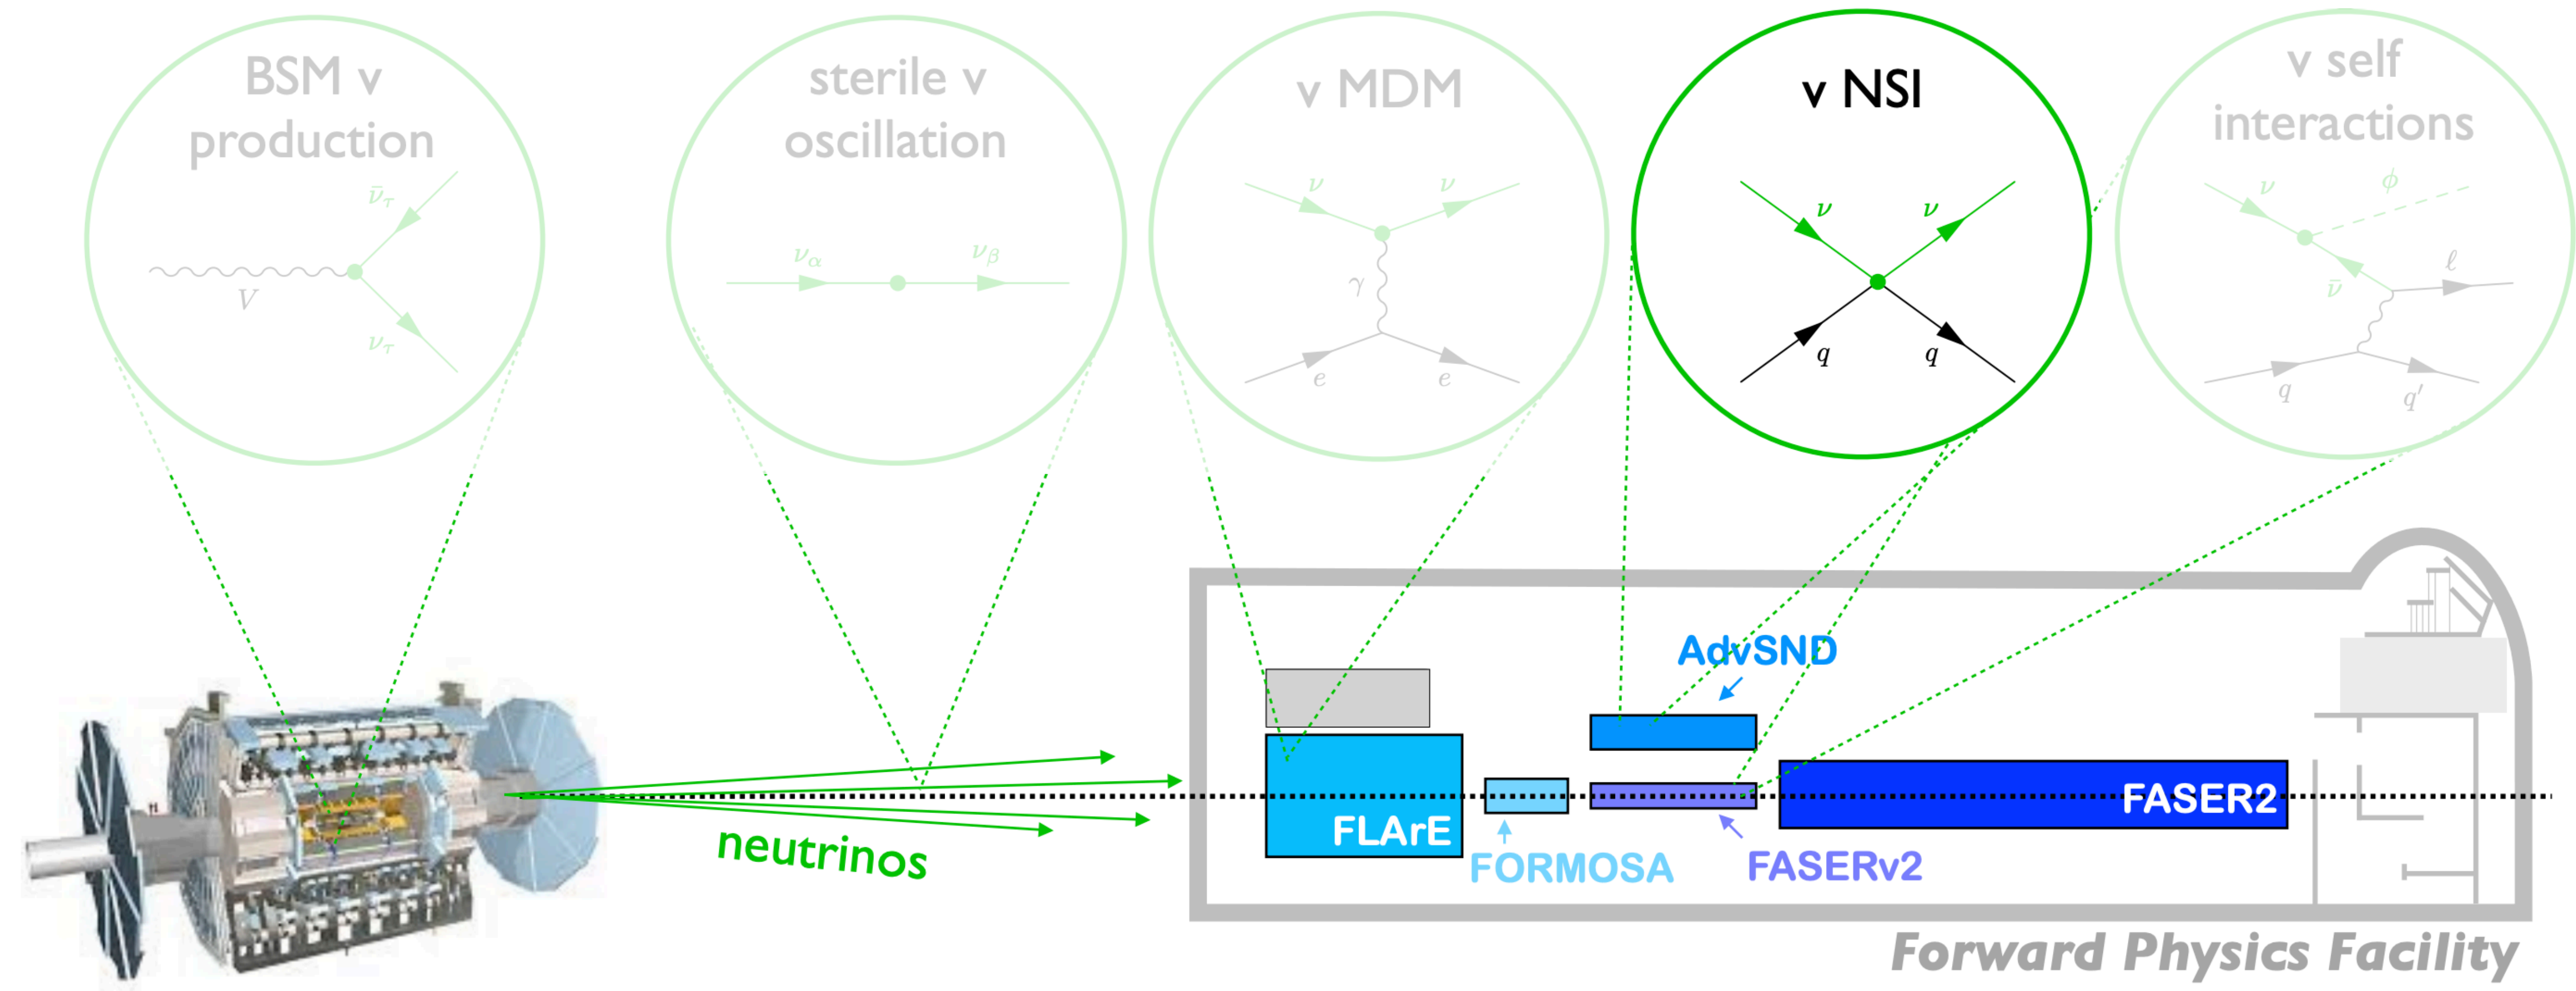 BSM ν
production
ν̄τ
V
ντ
sterile ν
oscillation
να
νβ
ν MDM
ν
ν
γ
e
e
ν NSI
ν
ν
q
q
ν self
interactions
ν
ϕ
ν̄
ℓ
q
q′
AdvSND
FASER2
FLArE
neutrinos
FORMOSA
FASERν2
Forward Physics Facility